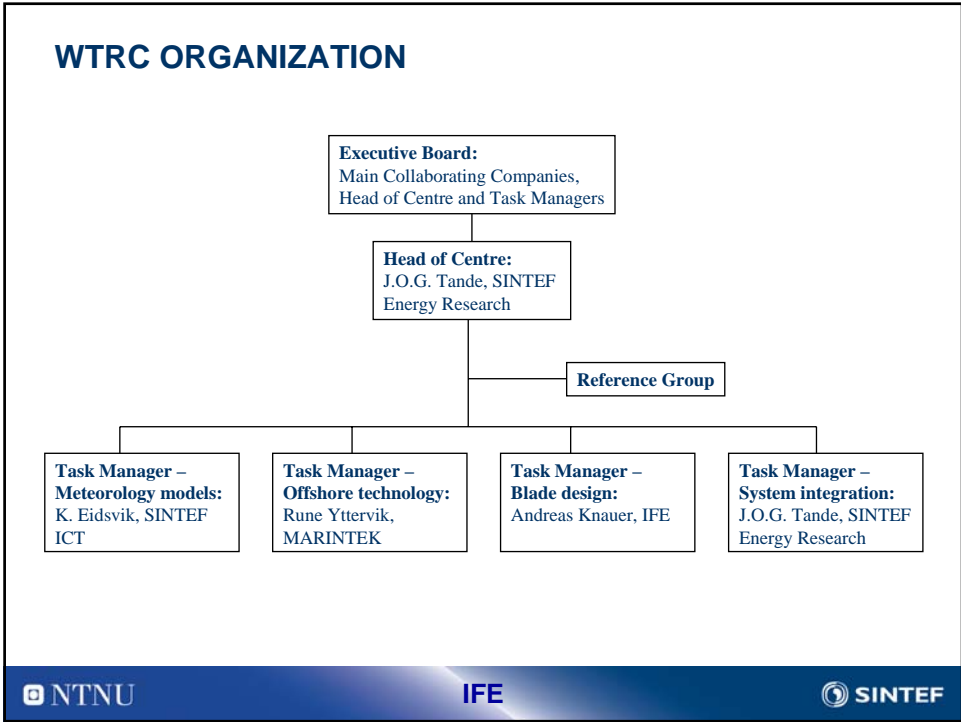 WTRC ORGANIZATION
Executive Board:
Main Collaborating Companies,
Head of Centre and Task Managers
Head of Centre:
J.O.G. Tande, SINTEF
Energy Research
Reference Group
Task Manager –
Meteorology models:
K. Eidsvik, SINTEF
ICT
Task Manager –
Offshore technology:
Rune Yttervik,
MARINTEK
Task Manager –
Blade design:
Andreas Knauer, IFE
Task Manager –
System integration:
J.O.G. Tande, SINTEF
Energy Research
NTNU
IFE
SINTEF